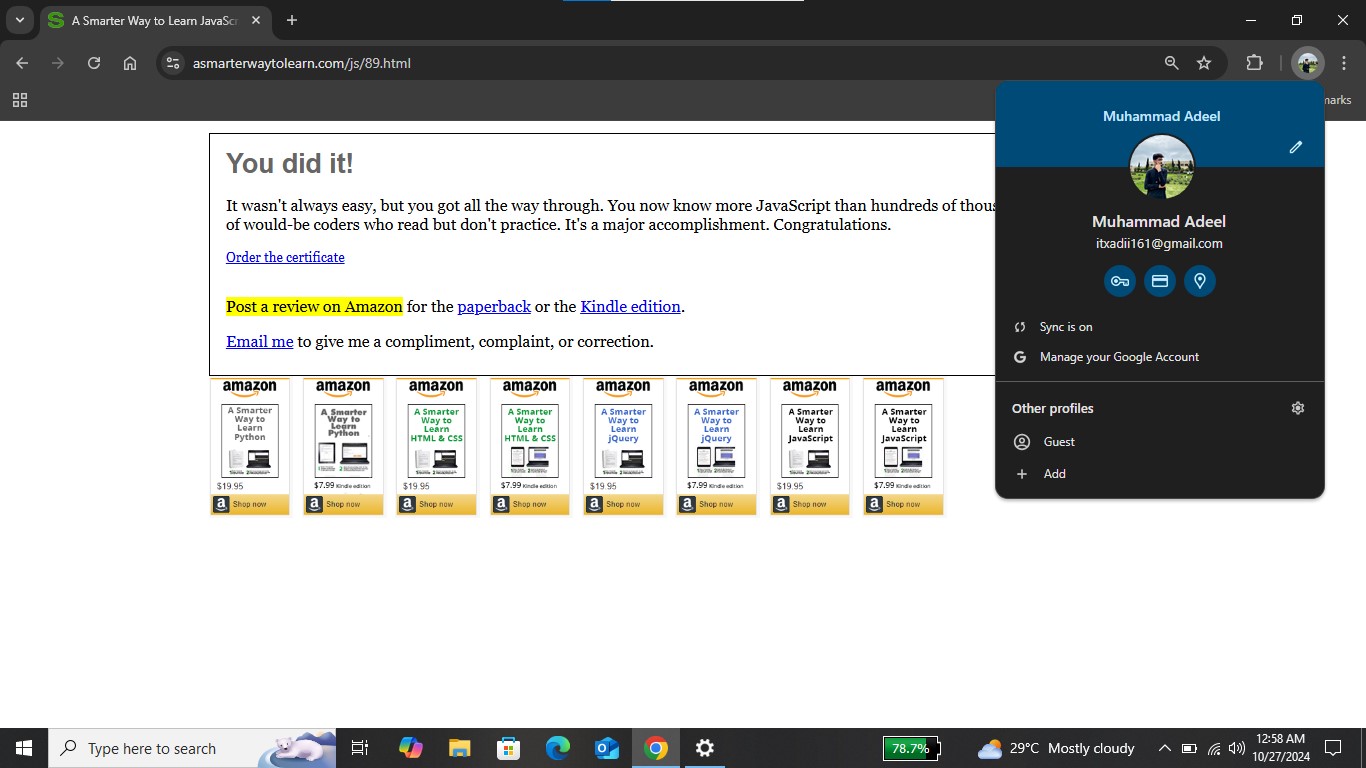 A Smarter Way to Learn JavaSc
asmarterwaytolearn.com/js/89.html
marks
You did it!
It wasn't always easy, but you got all the way through. You now know more JavaScript than hundreds of thous
of would-be coders who read but don't practice. It's a major accomplishment. Congratulations.
Order the certificate
Post a review on Amazon for the paperback or the Kindle edition.
Email me to give me a compliment, complaint, or correction.
Muhammad Adeel
Muhammad Adeel
itxadii161@gmail.com
Sync is on
Manage your Google Account
Other profiles
Guest
Add
amazon amazon amazon amazon amazon amazon amazon amazon
A Smarter Way to Learn Python
A Smarter Way to Learn Python
A Smarter Way to Learn HTML & CSS
A Smarter Way to Learn HTML & CSS
A Smarter Way to Learn jQuery
A Smarter Way to Learn jQuery
A Smarter Way to Learn JavaScript
A Smarter Way to Learn JavaScript
$19.95 $7.99 Kindle edition $19.95 $7.99 Kindle edition $19.95 $7.99 Kindle edition $19.95 $7.99 Kindle edition
a Shop now a Shop now a Shop now a Shop now a Shop now a Shop now a Shop now a Shop now
Type here to search
78.7%
29°C Mostly cloudy
12:58 AM
10/27/2024